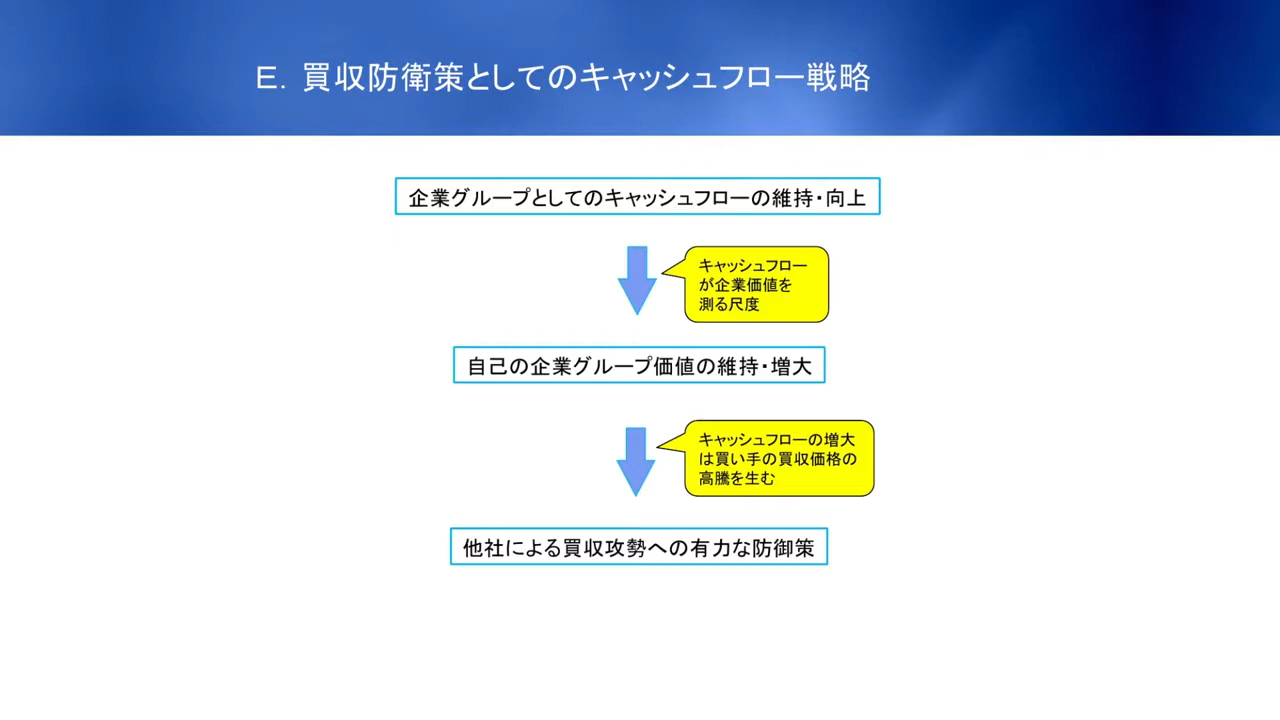 E. 買収防衛策としてのキャッシュフロー戦略
企業グループとしてのキャッシュフローの維持・向上
キャッシュフロー
が企業価値を
測る尺度
自己の企業グループ価値の維持・増大
キャッシュフローの増大
は買い手の買収価格の
高騰を生む
他社による買収攻勢への有力な防御策